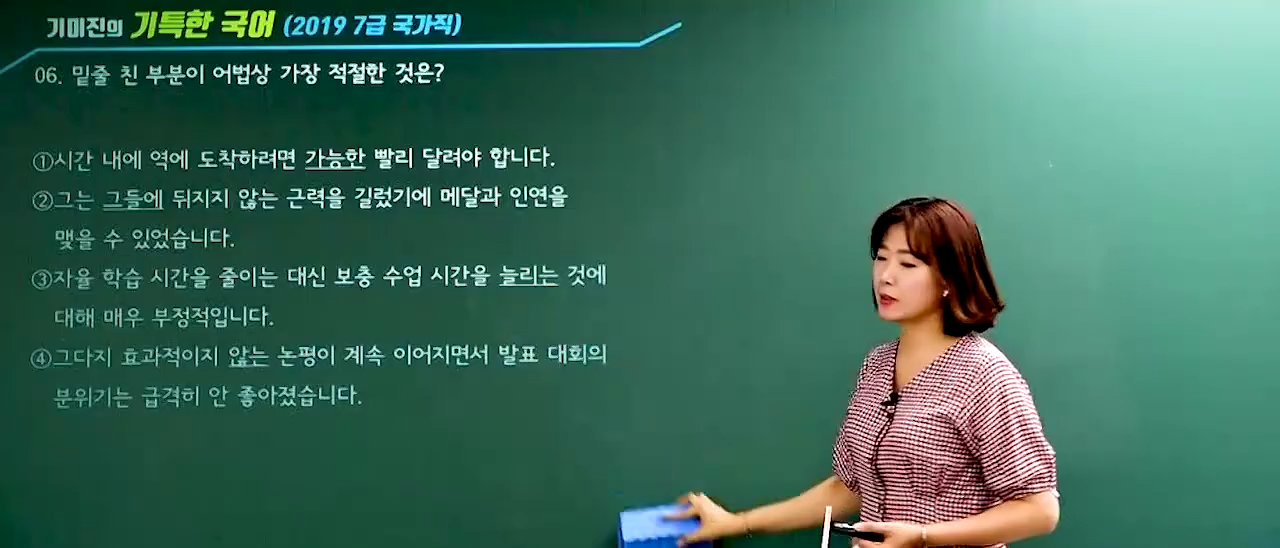 기미진의 기특한 국어 (2019 7급 국가직)
06. 밑줄 친 부분이 어법상 가장 적절한 것은?
①시간 내에 역에 도착하려면 가능한 빨리 달려야 합니다.
②그는 그들에 뒤지지 않는 근력을 길렀기에 메달과 인연을
맺을 수 있었습니다.
③자율 학습 시간을 줄이는 대신 보충 수업 시간을 늘리는 것에
대해 매우 부정적입니다.
④그다지 효과적이지 않는 논평이 계속 이어지면서 발표 대회의
분위기는 급격히 안 좋아졌습니다.